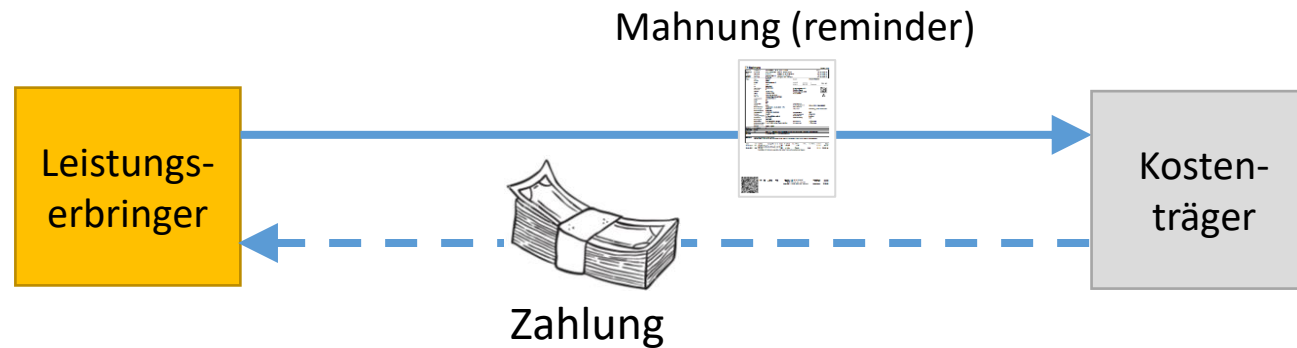 Mahnung (reminder)
Leistungs-
erbringer
Kosten-
träger
Zahlung